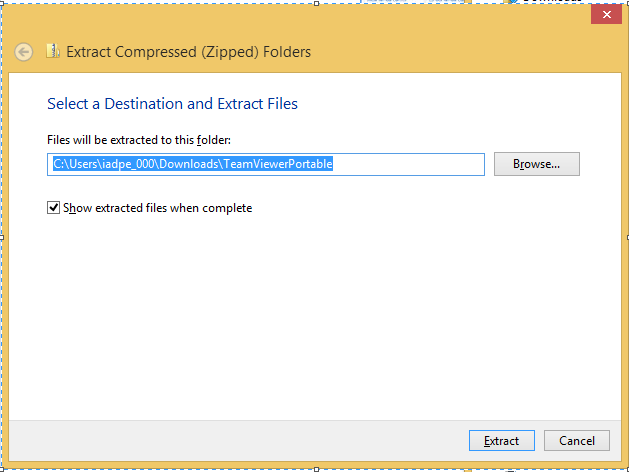 Downloads
Extract Compressed (Zipped) Folders
Select a Destination and Extract Files
Files will be extracted to this folder:
C:\Users\iadpe_000\Downloads\TeamViewerPortable
Browse...
Show extracted files when complete
Extract
Cancel